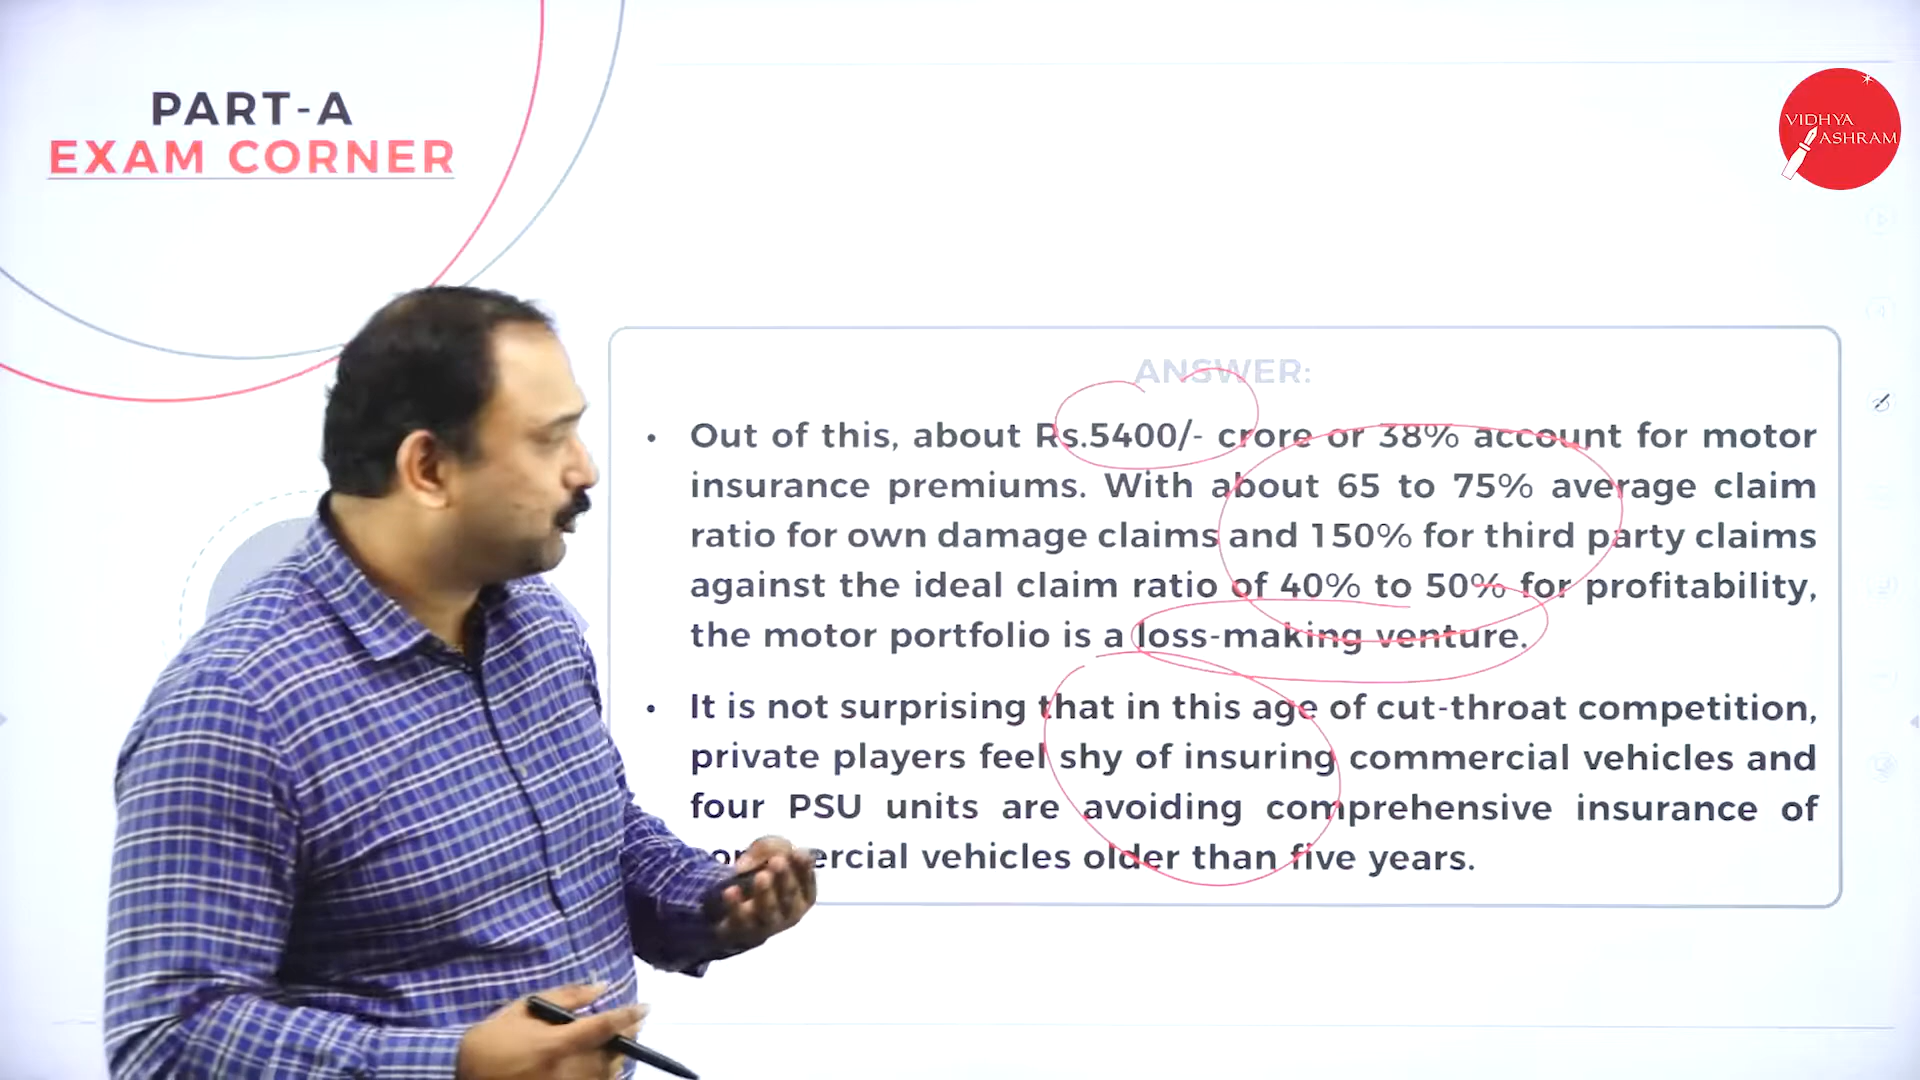 PART-A
EXAM CORNER
VIDHYA
ASHRAM
ANSWER:
• Out of this, about Rs.5400/- crore or 38% account for motor
insurance premiums. With about 65 to 75% average claim
ratio for own damage claims and 150% for third party claims
against the ideal claim ratio of 40% to 50% for profitability,
the motor portfolio is a loss-making venture.
• It is not surprising that in this age of cut-throat competition,
private players feel shy of insuring commercial vehicles and
four PSU units are avoiding comprehensive insurance of
vehicles older than five years.